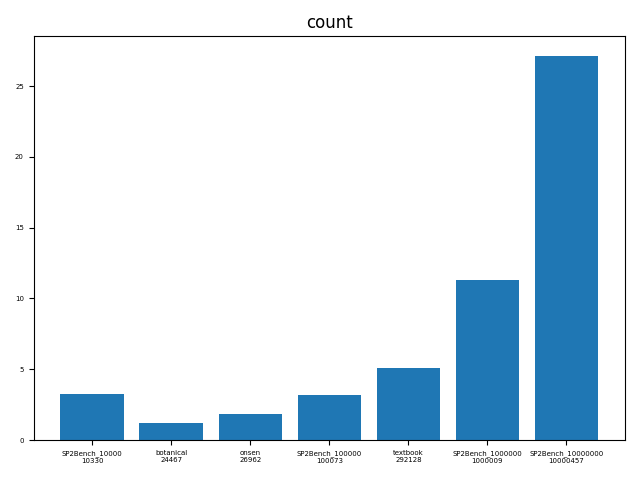 count
25
20
15
10
5
0
SP2Bench_10000
10330
botanical
24467
onsen
26962
SP2Bench_100000
100073
textbook
292128
SP2Bench_1000000
1000009
SP2Bench_10000000
10000457